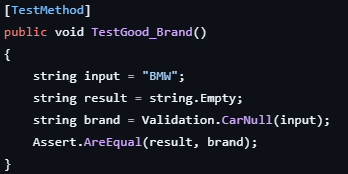 [TestMethod]
public void TestGood_Brand()
{
    string input = "BMW";
    string result = string.Empty;
    string brand = Validation.CarNull(input);
    Assert.AreEqual(result, brand);
}